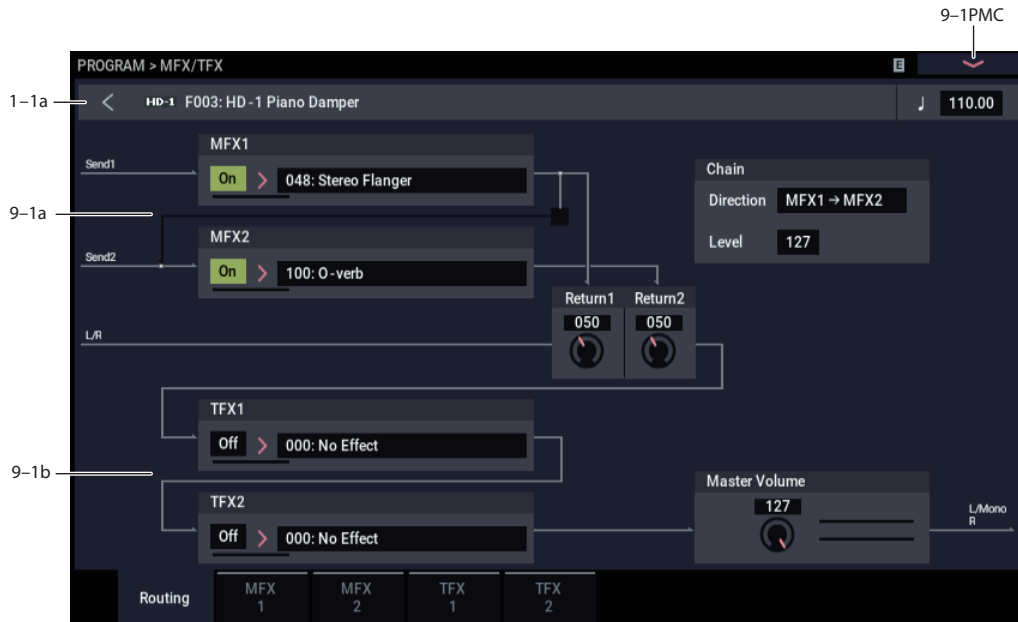 9–1PMC
PROGRAM > MFX/TFX
E
1–1a
HD-1 F003: HD-1 Piano Damper
♩ 110.00
MFX1
Send1
On
048: Stereo Flanger
Chain
Direction MFX1→MFX2
Level 127
9–1a
MFX2
Send2
On
100: O-verb
Return1 Return2
050 050
L/R
TFX1
Off
000: No Effect
9–1b
TFX2
Off
000: No Effect
Master Volume
127
L/Mono
R
Routing
MFX
1
MFX
2
TFX
1
TFX
2